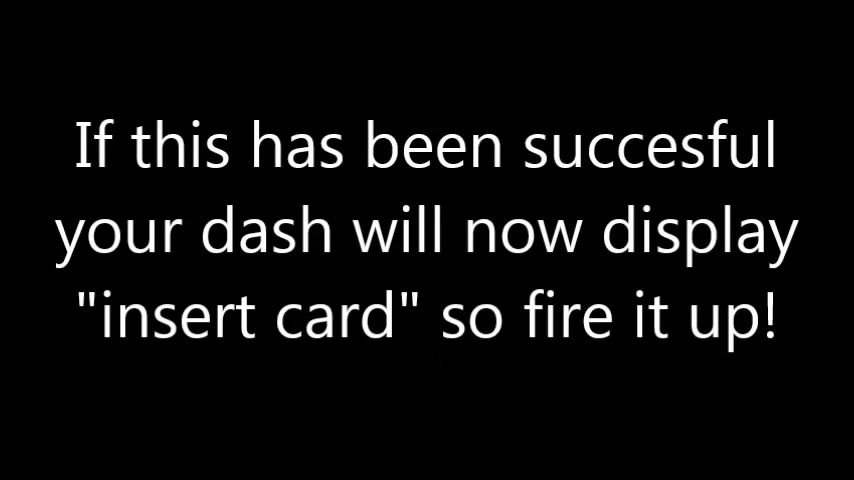 If this has been succesful
your dash will now display
"insert card" so fire it up!